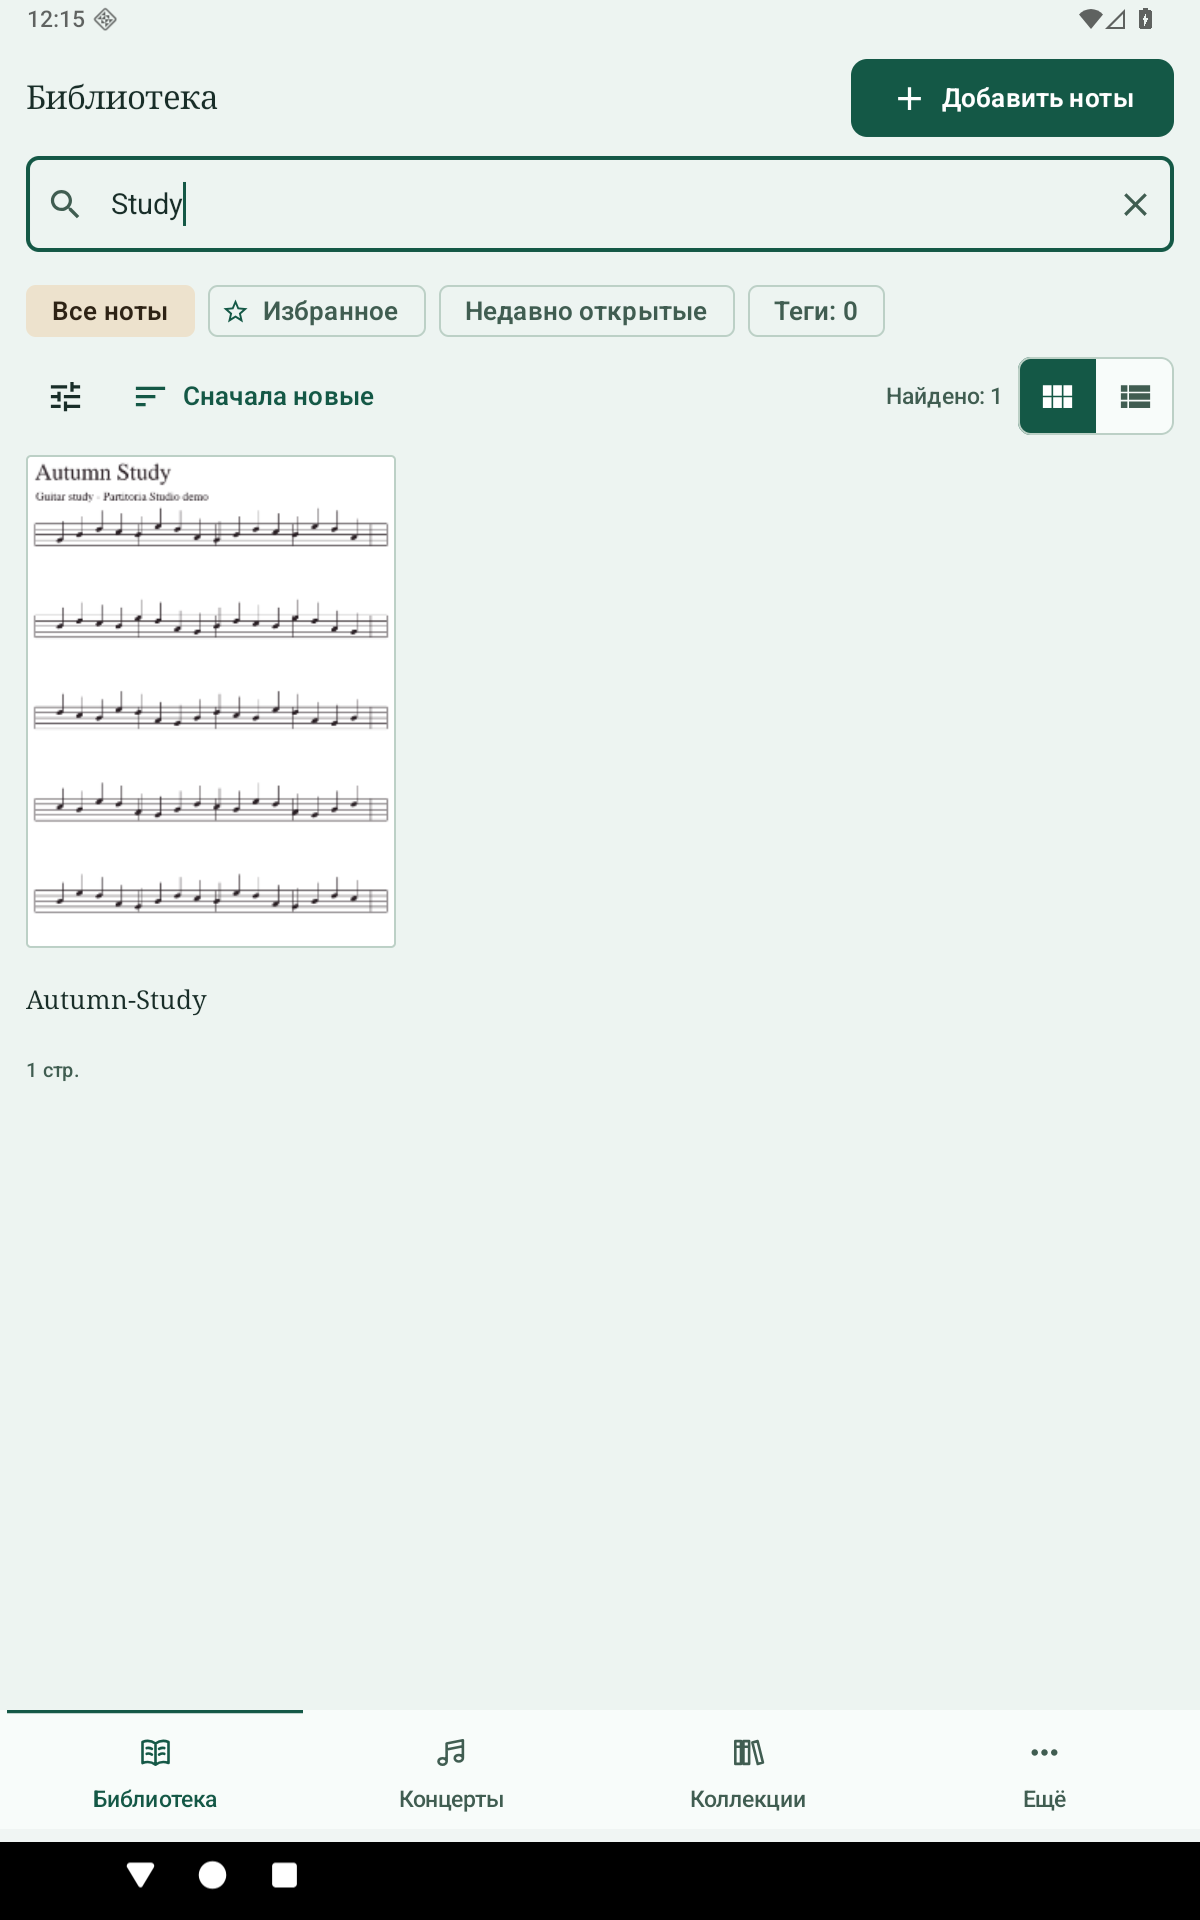 12:15
Библиотека
Добавить ноты
Study
Все ноты
Избранное
Недавно открытые
Теги: 0
Сначала новые
Найдено: 1
Autumn Study
Guitar study - Partitoria Studio demo
Autumn-Study
1 стр.
Библиотека
Концерты
Коллекции
Ещё